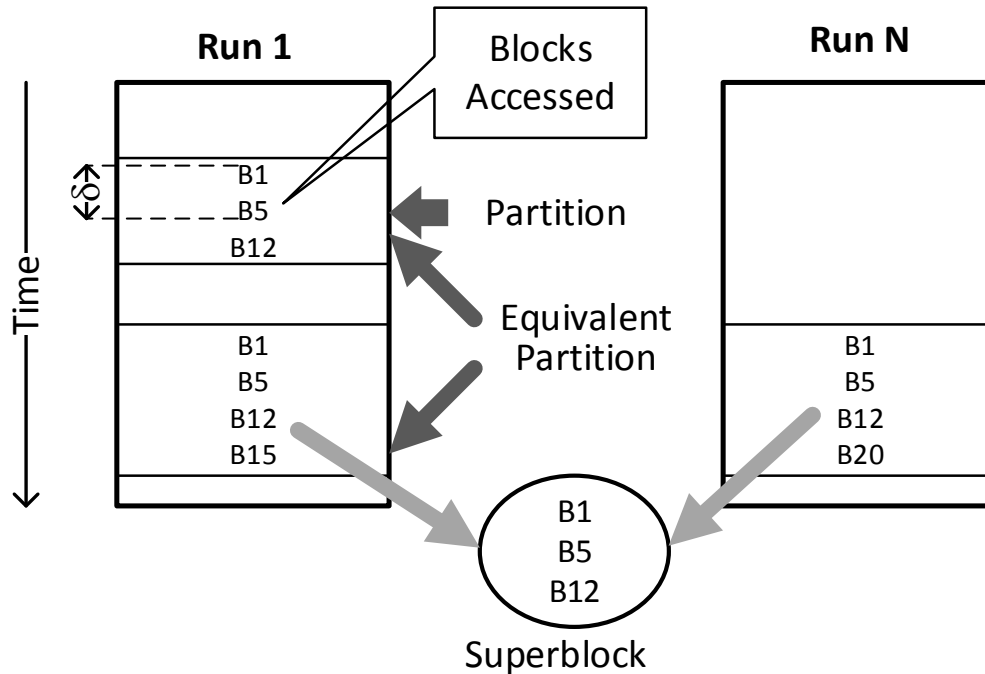 Run 1
Blocks
Accessed
Run N
Time
δ
B1
B5
B12
Partition
Equivalent
Partition
B1
B5
B12
B15
B1
B5
B12
B20
B1
B5
B12
Superblock